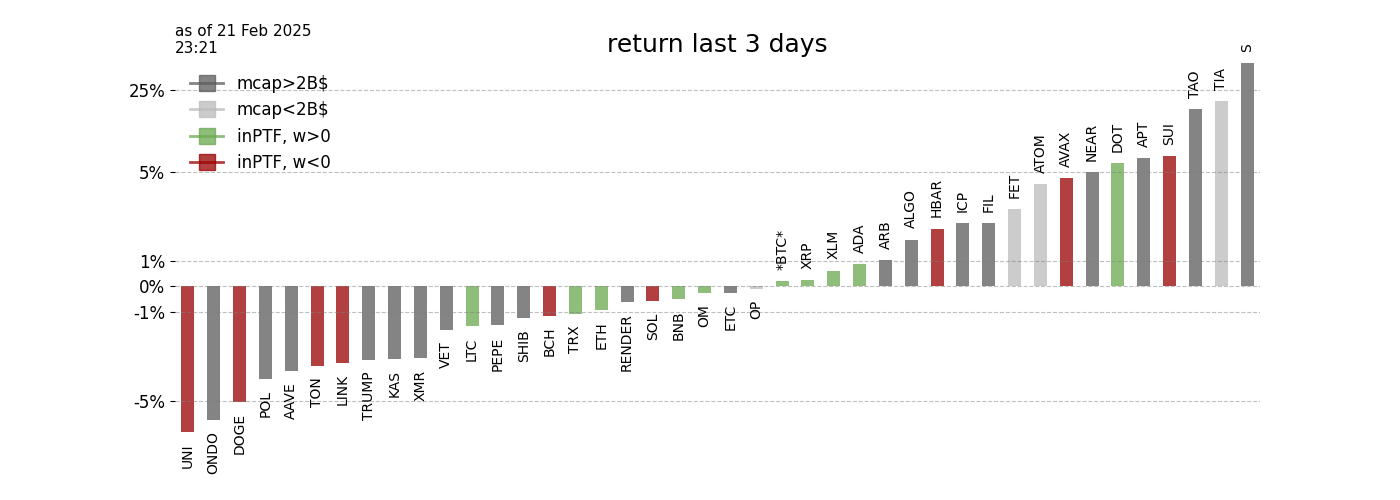 as of 21 Feb 2025
23:21
return last 3 days
mcap>2B$
mcap<2B$
inPTF, w>0
inPTF, w<0
25%
5%
1%
0%
-1%
-5%
UNI
ONDO
DOGE
POL
AAVE
TON
LINK
TRUMP
KAS
XMR
VET
LTC
PEPE
SHIB
BCH
TRX
ETH
RENDER
SOL
BNB
OM
ETC
OP
*BTC*
XRP
XLM
ADA
ARB
ALGO
HBAR
ICP
FIL
FET
ATOM
AVAX
NEAR
DOT
APT
SUI
TAO
TIA
S